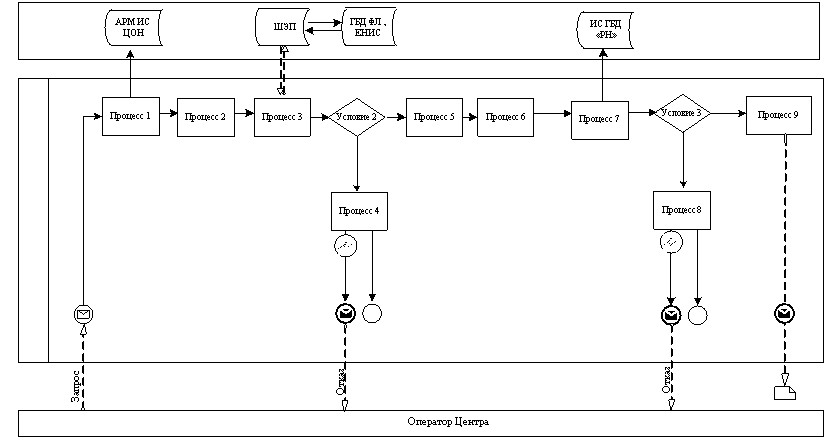 АРМ ИС
ЦОН
ШЭП
ГБД ФЛ ,
ЕНИС
ИС ГБД
«РН»
Процесс 1
Процесс 2
Процесс 3
Условие 2
Процесс 5
Процесс 6
Процесс 7
Условие 3
Процесс 9
Процесс 4
Процесс 8
Запрос
Отказ
Отказ
Оператор Центра